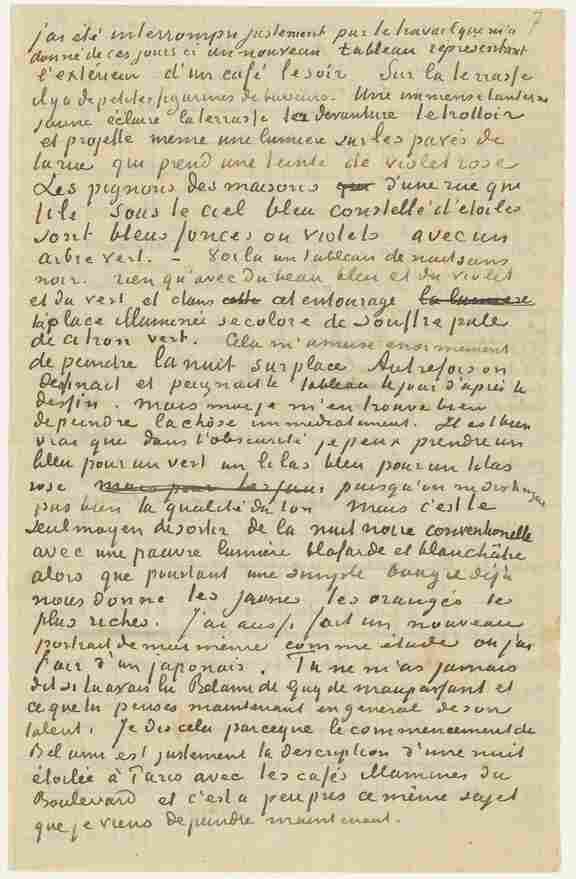 7
j'ai été interrompu justement par le travail que m'a
donné de ces jours ci un nouveau tableau représentant
l'extérieur d'un café le soir. Sur la terrasse
il y a de petites figurines de buveurs. Une immense lanterne
jaune éclaire la terrasse la devanture le trottoir
et projette même une lumière sur les pavés de
la rue qui prend une teinte de violet rose
Les pignons des maisons que d'une rue qui
file sous le ciel bleu constellé d'étoiles
sont bleus foncés ou violets avec un
arbre vert. – Voilà un tableau de nuit sans
noir. rien qu'avec du beau bleu et du violet
et du vert et dans cette cet entourage la lumière
la place illuminée se colore de souffre pâle
de citron vert. Cela m'amuse enormement
de peindre la nuit sur place Autrefois on
dessinait et peignait le tableau le jour d'après le
dessin. Mais moi je m'en trouve bien
de peindre la chose immediatement. Il est bien
vrai que dans l'obscurité je peux prendre un
bleu pour un vert un lilas bleu pour un lilas
rose mais pour les puisqu'on ne distingue
pas bien la qualité du ton Mais c'est le
seul moyen de sortir de la nuit noire conventionelle
avec une pauvre lumière blafarde et blanchâtre
alors que pourtant une simple bougie déjà
nous donne les jaunes les orangés les
plus riches. J'ai aussi fait un nouveau
portrait de moi même comme étude où j'ai
l'air d'un japonais. Tu ne m'as jamais
dit si tu avais lu Bel ami de Guy de maupassant et
ce que tu penses maintenant en general de son
talent. Je dis cela parceque le commencement de
Bel ami est justement la description d'une nuit
étoilée à Paris avec les cafés illuminés du
Boulevard et c'est à peu près ce même sujet
que je viens de peindre maintenant.